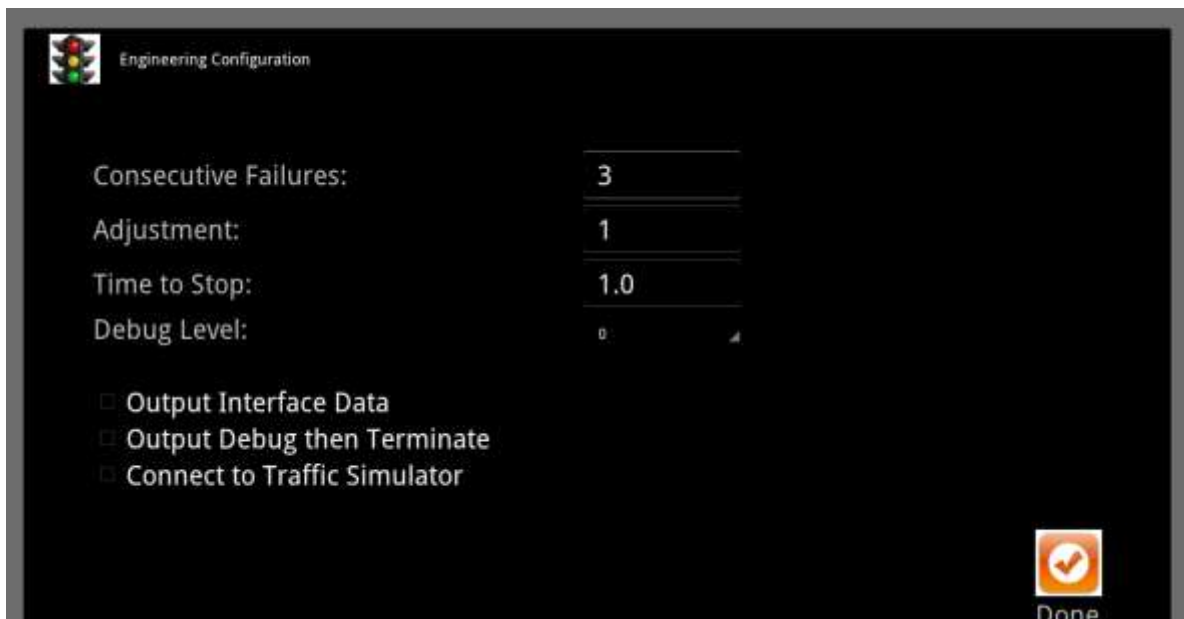 Engineering Configuration
Consecutive Failures: 3
Adjustment: 1
Time to Stop: 1.0
Debug Level: 0
Output Interface Data
Output Debug then Terminate
Connect to Traffic Simulator
Done